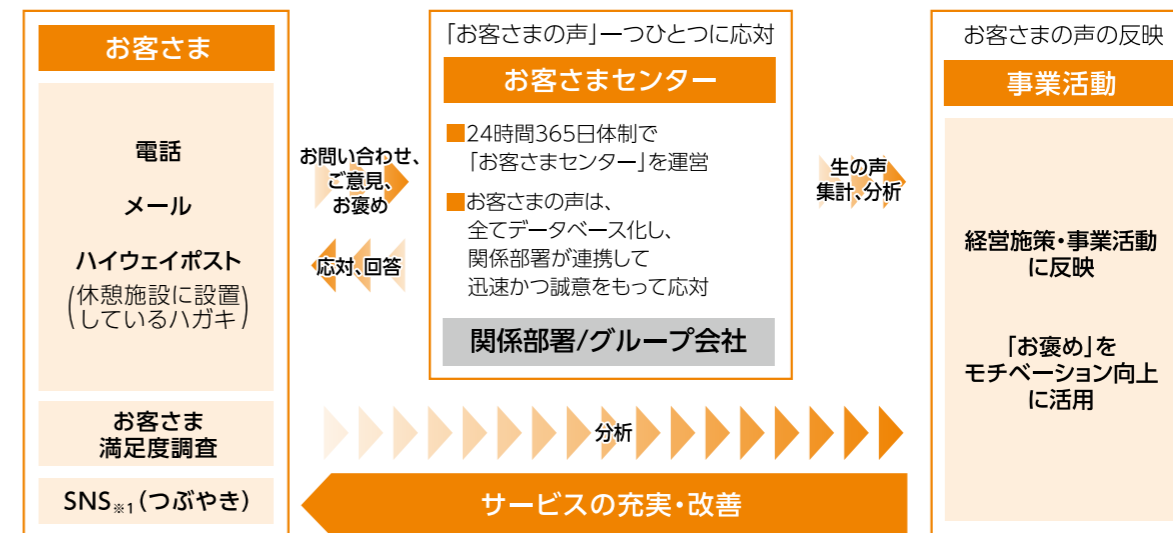 お客さま
電話
メール
ハイウェイポスト
(休憩施設に設置
しているハガキ)
お客さま
満足度調査
SNS※1(つぶやき)
お問い合わせ、
ご意見、
お褒め
応対、回答
「お客さまの声」一つひとつに応対
お客さまセンター
■24時間365日体制で
「お客さまセンター」を運営
■お客さまの声は、
全てデータベース化し、
関係部署が連携して
迅速かつ誠意をもって応対
関係部署/グループ会社
生の声
集計、分析
分析
サービスの充実・改善
お客さまの声の反映
事業活動
経営施策・事業活動
に反映
「お褒め」を
モチベーション向上
に活用